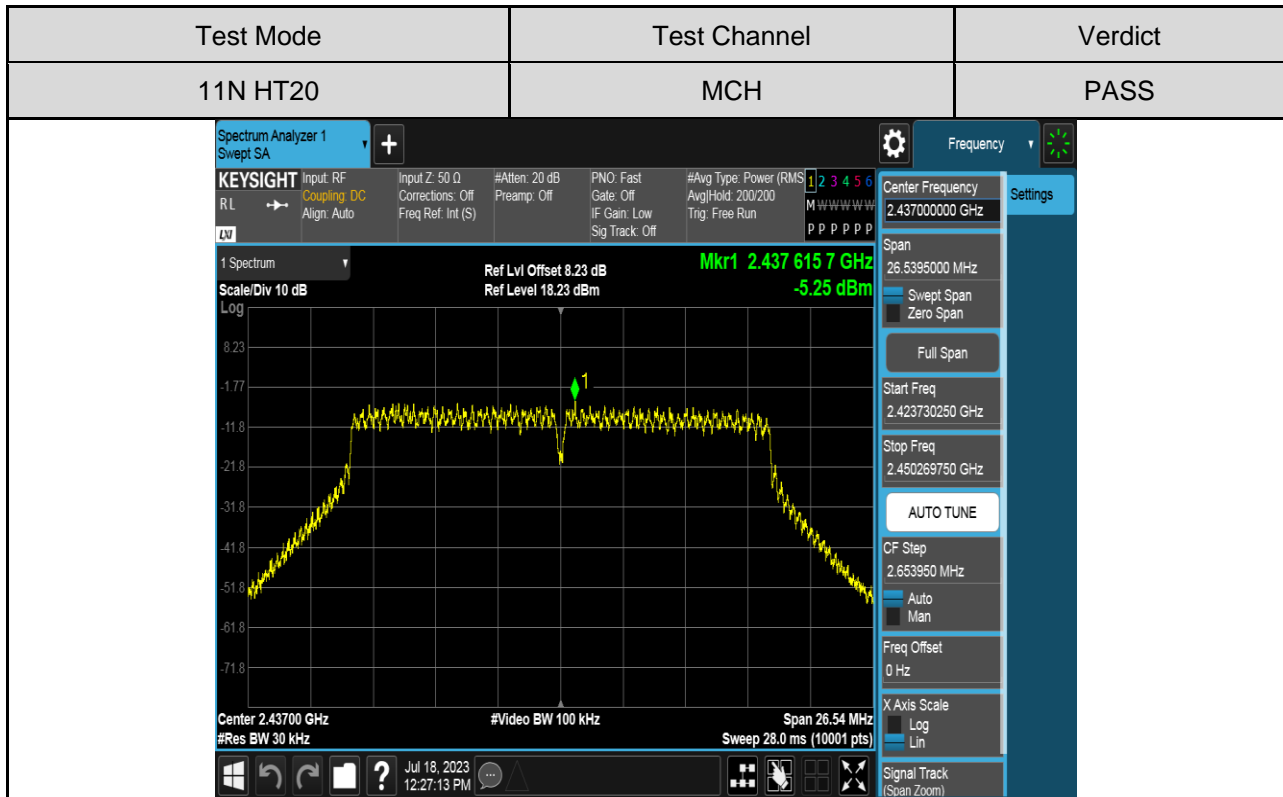 Test Mode Test Channel Verdict
11N HT20 MCH PASS
Spectrum Analyzer 1
Swept SA
+
Frequency
KEYSIGHT
RL
LXI
Input: RF
Coupling: DC
Align: Auto
Input Z: 50 Ω
Corrections: Off
Freq Ref: Int (S)
#Atten: 20 dB
Preamp: Off
PNO: Fast
Gate: Off
IF Gain: Low
Sig Track: Off
#Avg Type: Power (RMS
Avg|Hold: 200/200
Trig: Free Run
1 2 3 4 5 6
M W W W W W
P P P P P P
Settings
1 Spectrum
Scale/Div 10 dB
Ref Lvl Offset 8.23 dB
Ref Level 18.23 dBm
Mkr1 2.437 615 7 GHz
-5.25 dBm
Log
8.23
-1.77
-11.8
-21.8
-31.8
-41.8
-51.8
-61.8
-71.8
1
Center 2.43700 GHz
#Res BW 30 kHz
#Video BW 100 kHz
Span 26.54 MHz
Sweep 28.0 ms (10001 pts)
Center Frequency
2.437000000 GHz
Span
26.5395000 MHz
Swept Span
Zero Span
Full Span
Start Freq
2.423730250 GHz
Stop Freq
2.450269750 GHz
AUTO TUNE
CF Step
2.653950 MHz
Auto
Man
Freq Offset
0 Hz
X Axis Scale
Log
Lin
Signal Track
(Span Zoom)
?
Jul 18, 2023
12:27:13 PM